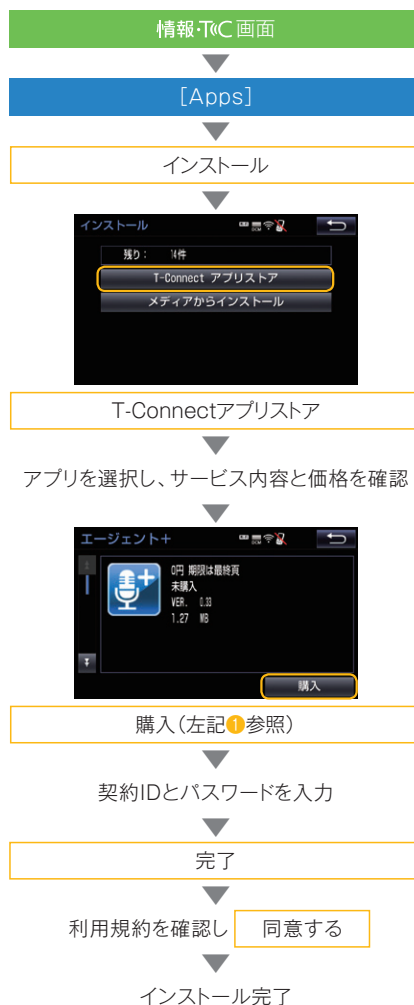 情報・T%C画面
[Apps]
インストール
インストール
残り: 14件
T-Connect アプリストア
メディアからインストール
T-Connectアプリストア
アプリを選択し、サービス内容と価格を確認
エージェント+
0円 期限は最終頁
未購入
VER. 0.33
1.27 MB
購入
購入(左記❶参照)
契約IDとパスワードを入力
完了
利用規約を確認し 同意する
インストール完了